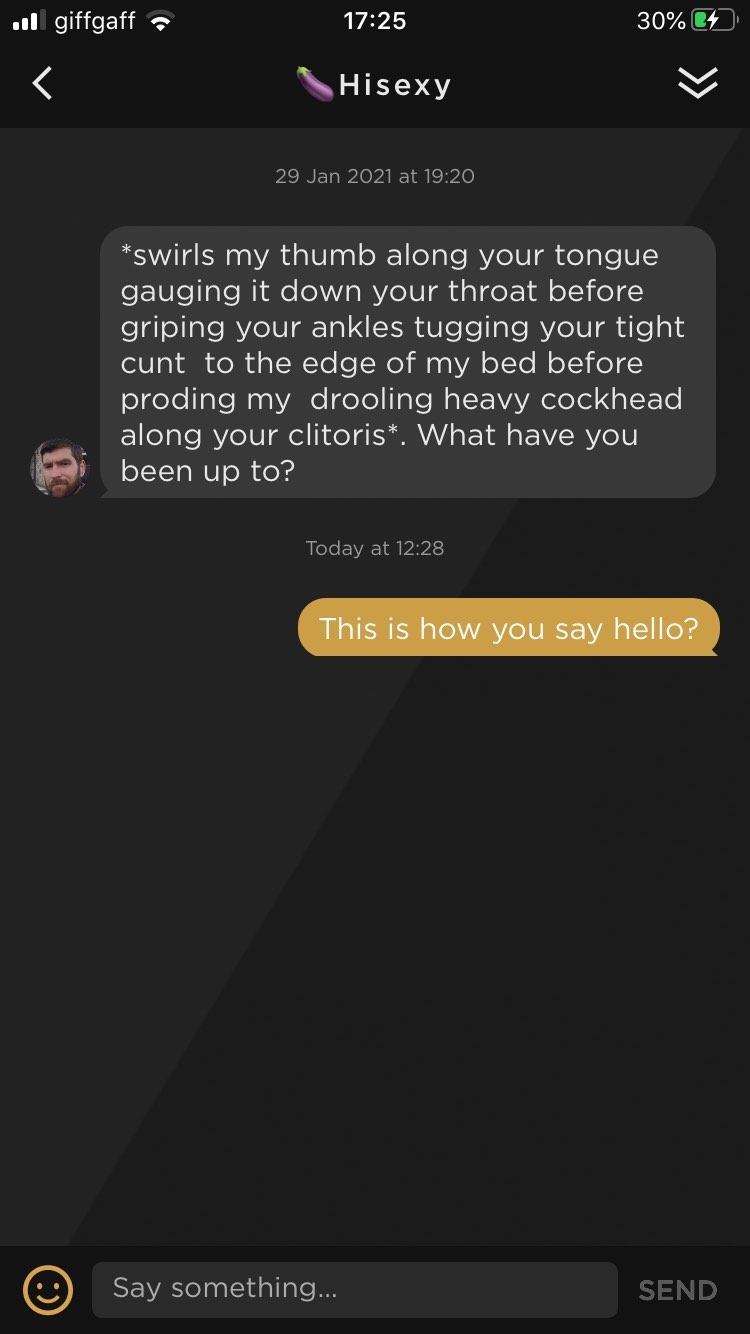 giffgaff
17:25
30%
🍆Hisexy
29 Jan 2021 at 19:20
*swirls my thumb along your tongue
gauging it down your throat before
griping your ankles tugging your tight
cunt  to the edge of my bed before
proding my  drooling heavy cockhead
along your clitoris*. What have you
been up to?
Today at 12:28
This is how you say hello?
Say something...
SEND